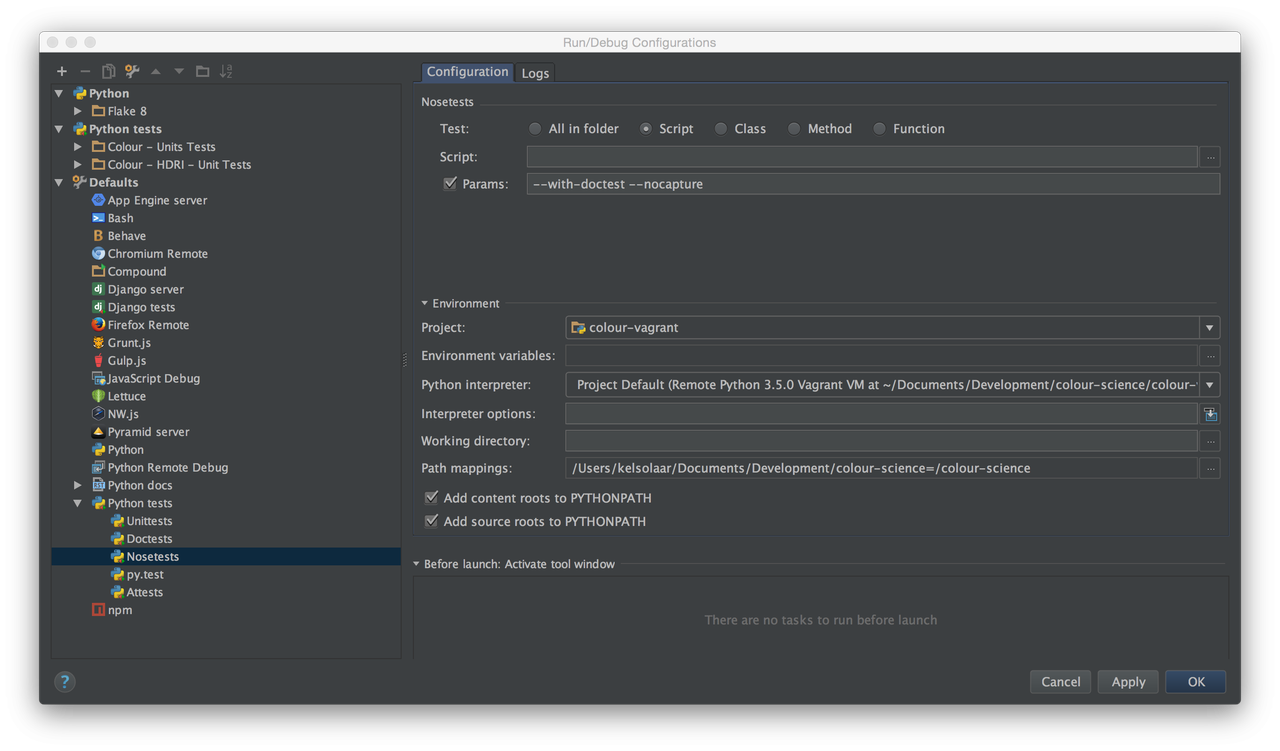 Run/Debug Configurations
Python
Flake 8
Python tests
Colour - Units Tests
Colour - HDRI - Unit Tests
Defaults
App Engine server
Bash
Behave
Chromium Remote
Compound
Django server
Django tests
Firefox Remote
Grunt.js
Gulp.js
JavaScript Debug
Lettuce
NW.js
Pyramid server
Python
Python Remote Debug
Python docs
Python tests
Unittests
Doctests
Nosetests
py.test
Attests
npm
?
Configuration Logs
Nosetests
Test: All in folder Script Class Method Function
Script: ...
Params: --with-doctest --nocapture
Environment
Project: colour-vagrant
Environment variables: ...
Python interpreter: Project Default (Remote Python 3.5.0 Vagrant VM at ~/Documents/Development/colour-science/colour-
Interpreter options:
Working directory: ...
Path mappings: /Users/kelsolaar/Documents/Development/colour-science=/colour-science ...
Add content roots to PYTHONPATH
Add source roots to PYTHONPATH
Before launch: Activate tool window
There are no tasks to run before launch
Cancel Apply OK